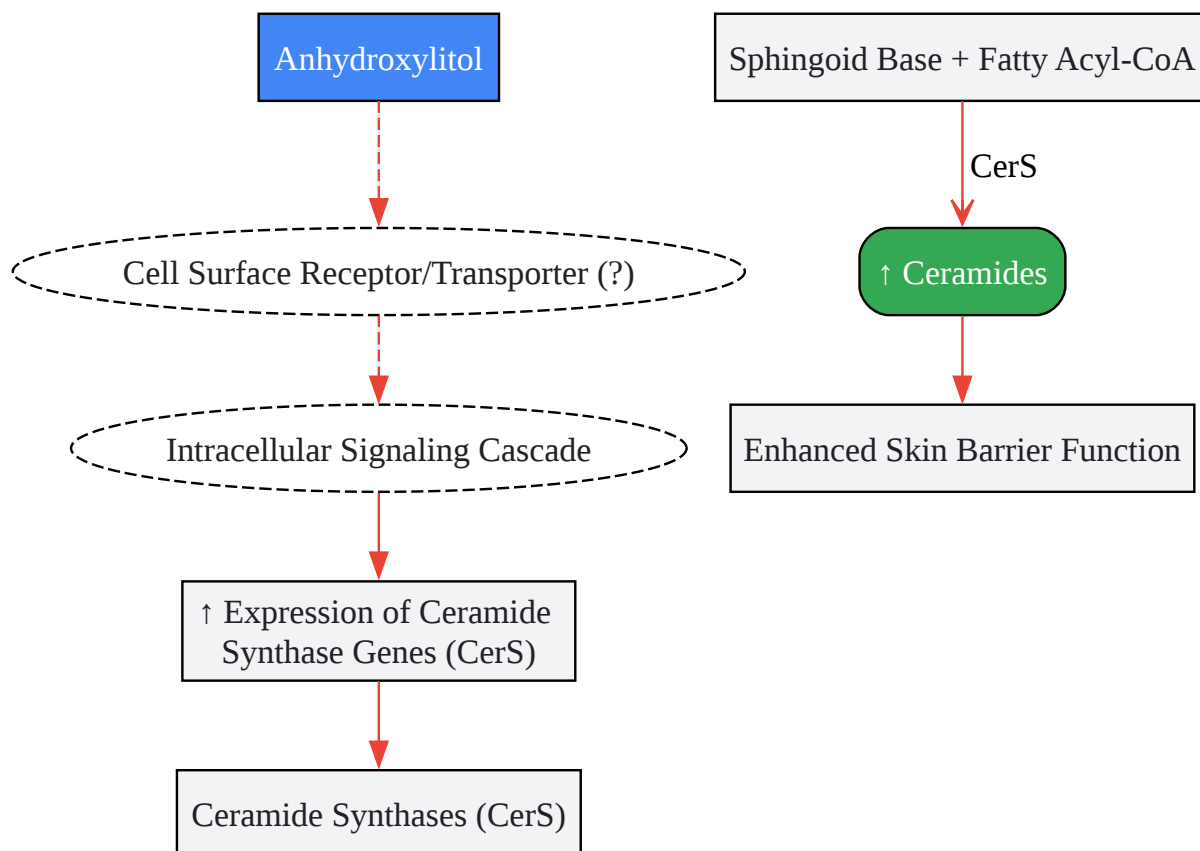 Anhydroxylitol
Cell Surface Receptor/Transporter (?)
Intracellular Signaling Cascade
↑ Expression of Ceramide
Synthase Genes (CerS)
Ceramide Synthases (CerS)
Sphingoid Base + Fatty Acyl-CoA
CerS
↑ Ceramides
Enhanced Skin Barrier Function